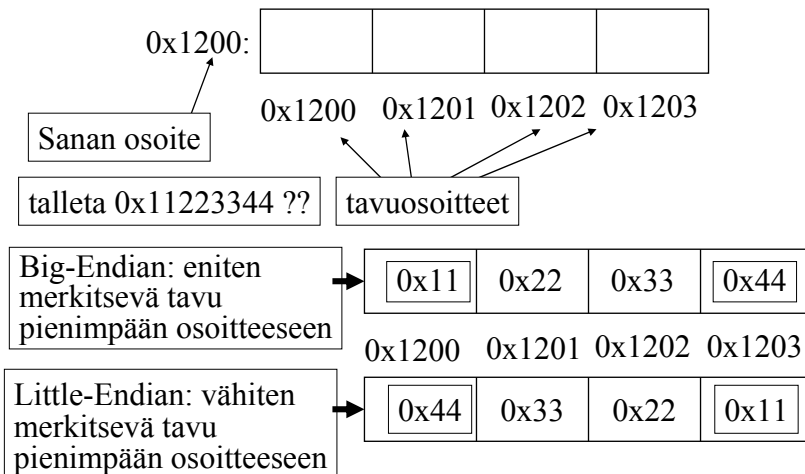 0x1200:
0x1200 0x1201 0x1202 0x1203
Sanan osoite
talleta 0x11223344 ??
tavuosoitteet
Big-Endian: eniten
merkitsevä tavu
pienimpään osoitteeseen
0x11 0x22 0x33 0x44
0x1200 0x1201 0x1202 0x1203
Little-Endian: vähiten
merkitsevä tavu
pienimpään osoitteeseen
0x44 0x33 0x22 0x11